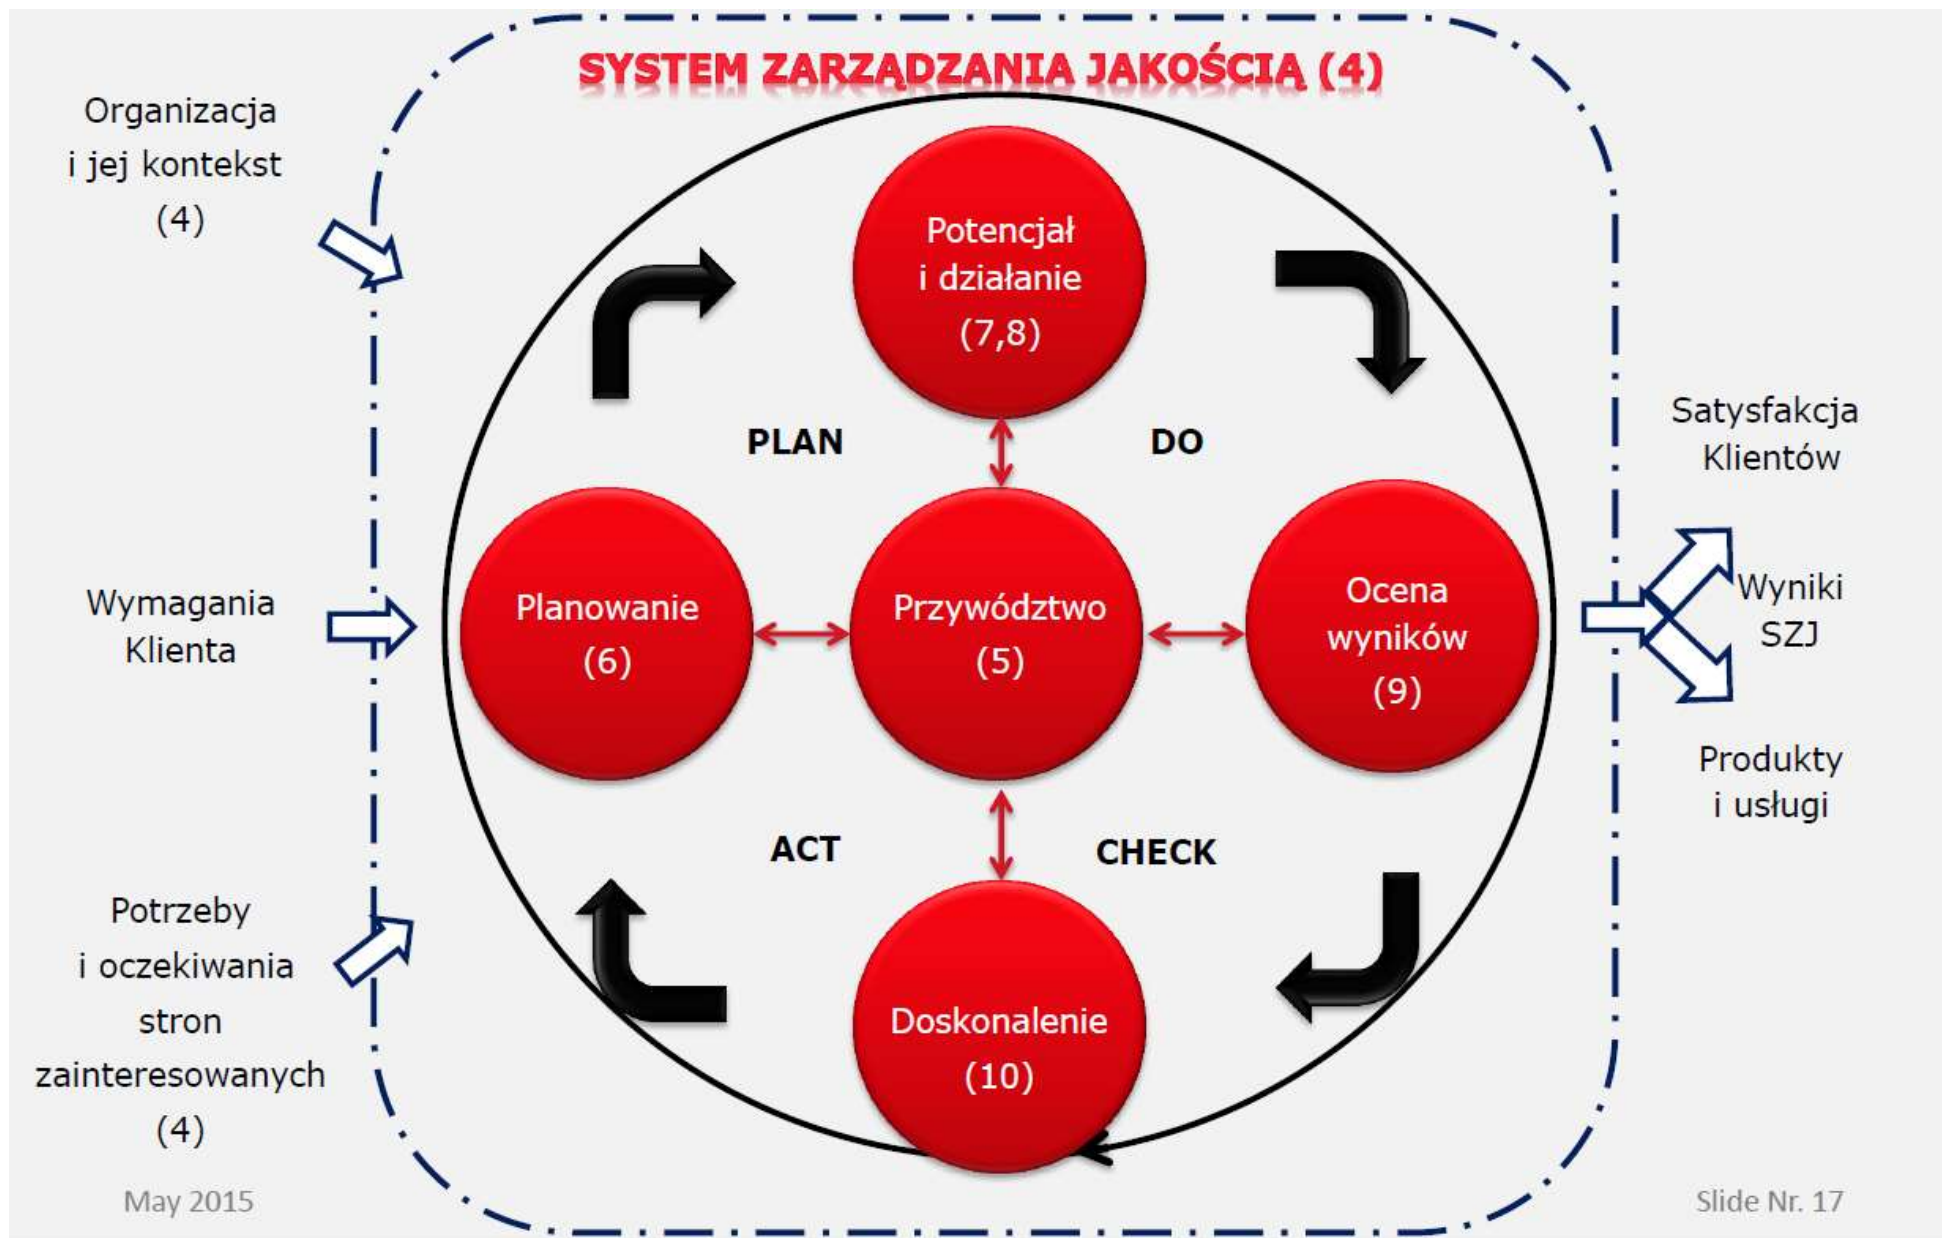 SYSTEM ZARZĄDZANIA JAKOŚCIĄ (4)
Organizacja
i jej kontekst
(4)
Wymagania
Klienta
Potrzeby
i oczekiwania
stron
zainteresowanych
(4)
Potencjał
i działanie
(7,8)
PLAN
DO
Planowanie
(6)
Przywództwo
(5)
Ocena
wyników
(9)
ACT
CHECK
Doskonalenie
(10)
Satysfakcja
Klientów
Wyniki
SZJ
Produkty
i usługi
May 2015
Slide Nr. 17